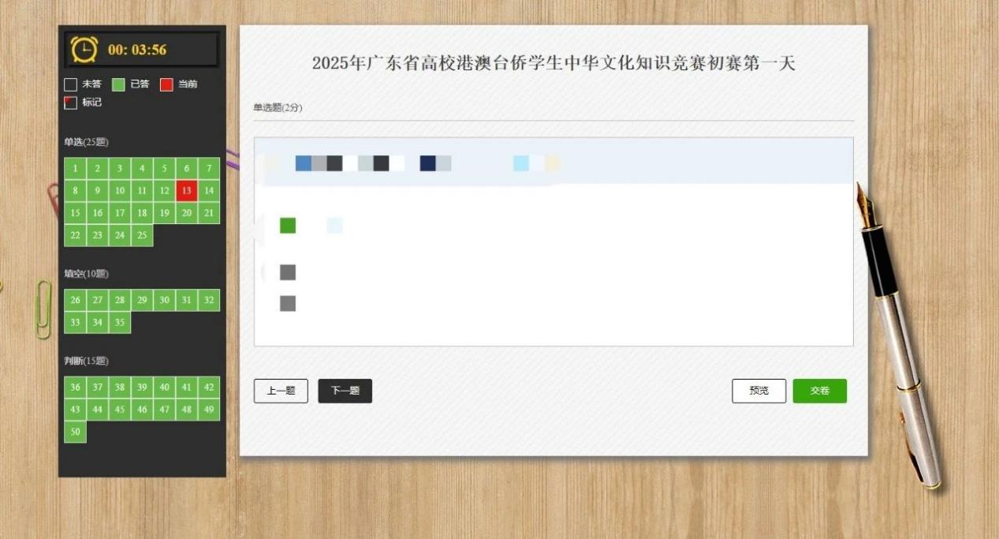 00: 03:56
未答 已答 当前
标记
单选(25题)
1 2 3 4 5 6 7
8 9 10 11 12 13 14
15 16 17 18 19 20 21
22 23 24 25
填空(10题)
26 27 28 29 30 31 32
33 34 35
判断(15题)
36 37 38 39 40 41 42
43 44 45 46 47 48 49
50
2025年广东省高校港澳台侨学生中华文化知识竞赛初赛第一天
单选题(2分)
上一题 下一题 预览 交卷